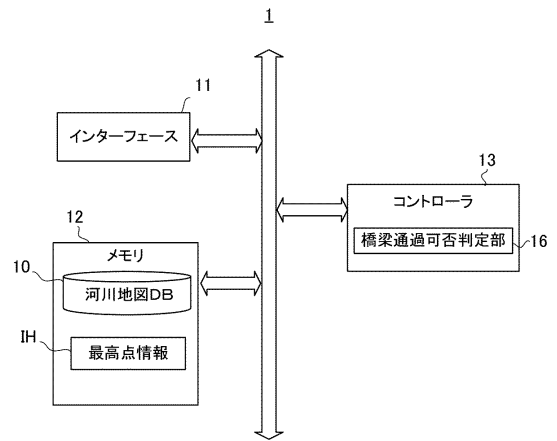 1
11
インターフェース
13
コントローラ
橋梁通過可否判定部
16
12
メモリ
10
河川地図DB
IH
最高点情報